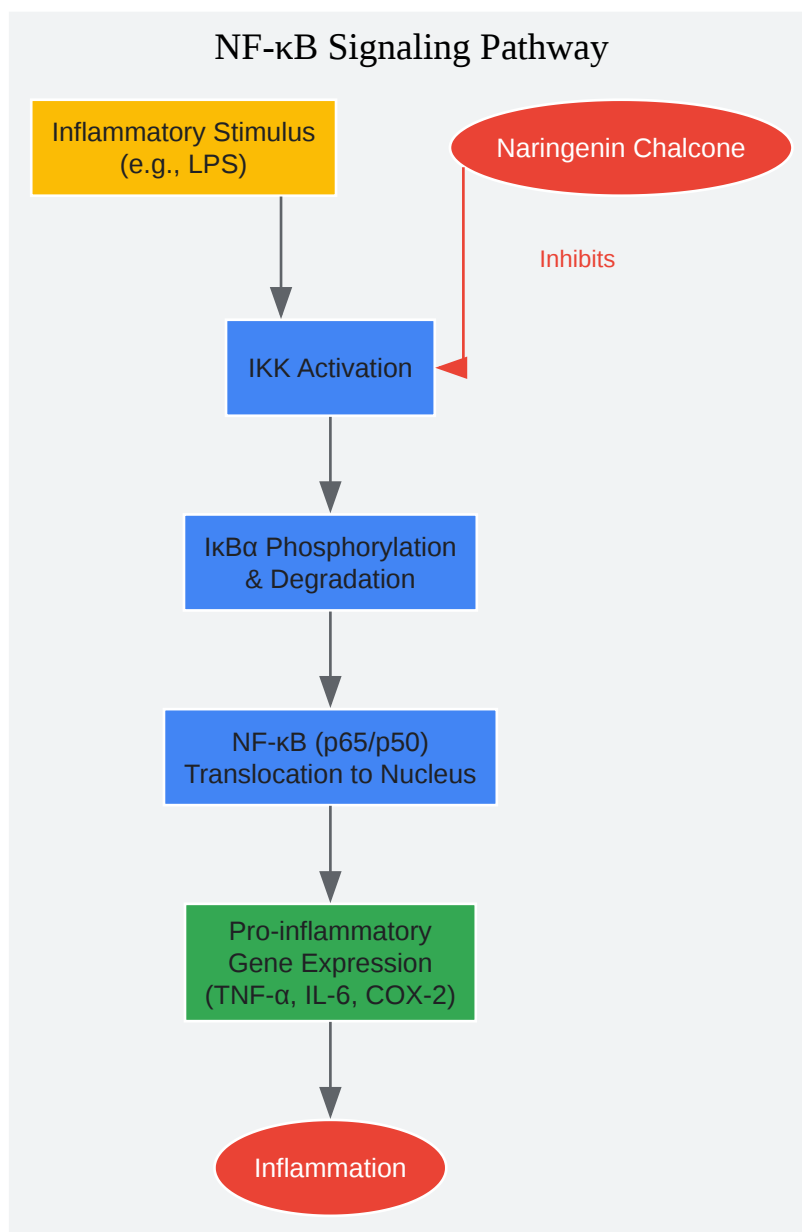 NF-κB Signaling Pathway
Inflammatory Stimulus
(e.g., LPS)
Naringenin Chalcone
Inhibits
IKK Activation
IκBα Phosphorylation
& Degradation
NF-κB (p65/p50)
Translocation to Nucleus
Pro-inflammatory
Gene Expression
(TNF-α, IL-6, COX-2)
Inflammation